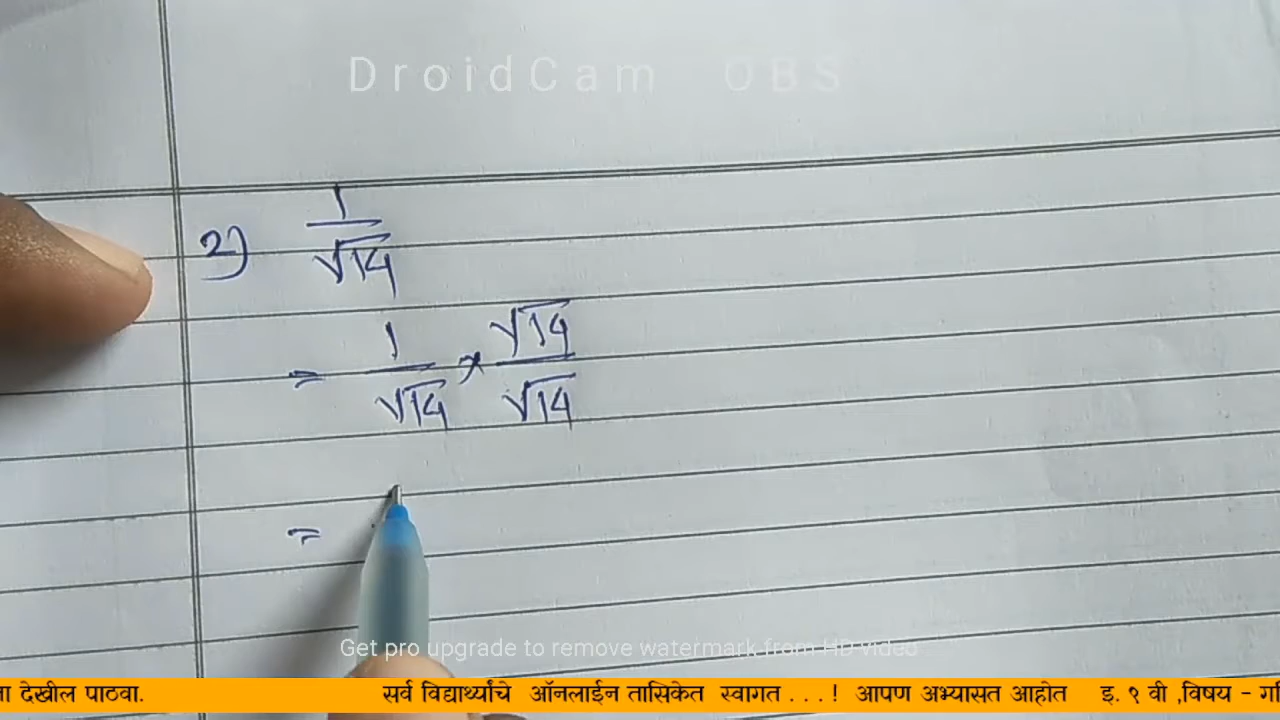 DroidCam OBS
2) 1/√14
= 1/√14 × √14/√14
=
Get pro upgrade to remove watermark from HD video
देखील पाठवा. सर्व विद्यार्थ्यांचे ऑनलाईन तासिकेत स्वागत . . . ! आपण अभ्यासत आहोत इ. ९ वी ,विषय -